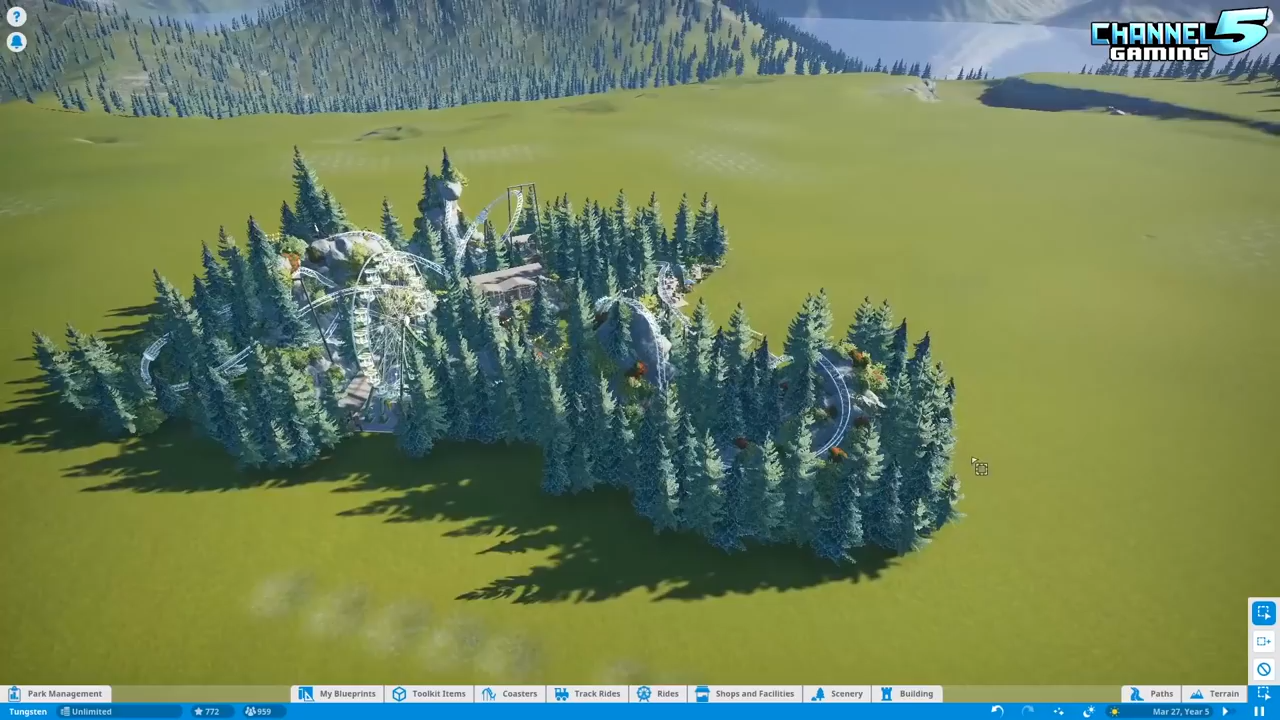 ?
CHANNEL 5
GAMING
Park Management
My Blueprints
Toolkit Items
Coasters
Track Rides
Rides
Shops and Facilities
Scenery
Building
Paths
Terrain
Tungsten
Unlimited
772
959
Mar 27, Year 5